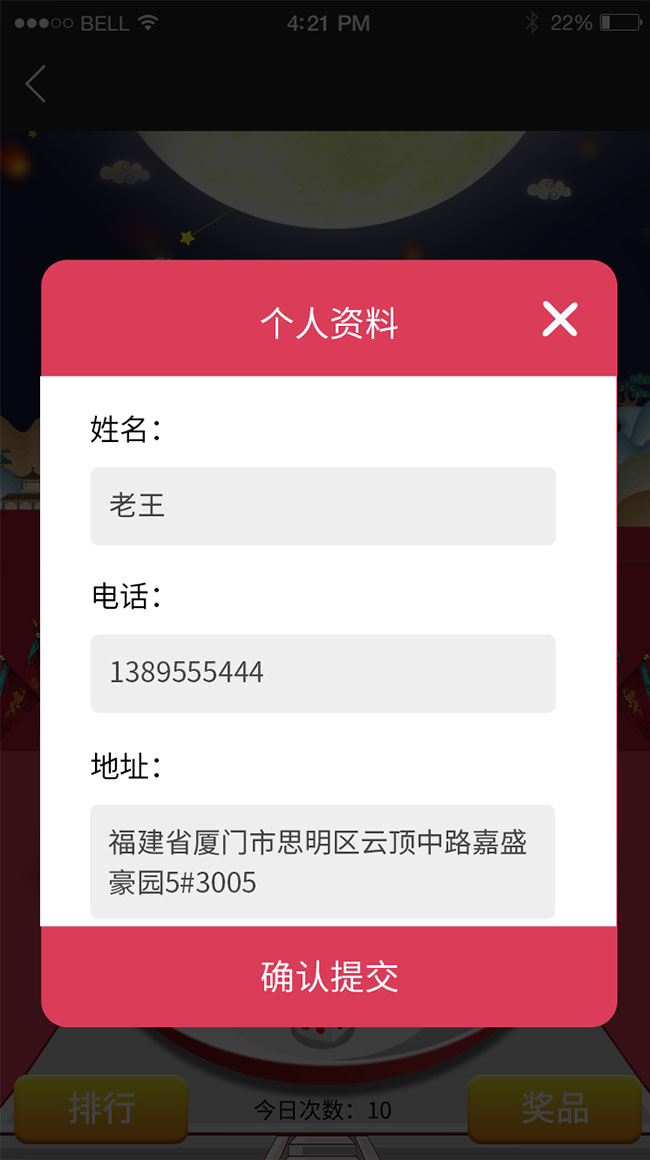 BELL 4:21 PM 22%
个人资料
姓名：
老王
电话：
1389555444
地址：
福建省厦门市思明区云顶中路嘉盛
豪园5#3005
确认提交
排行 今日次数：10 奖品